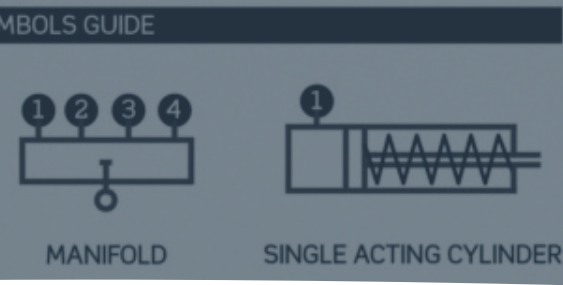 MBOLS GUIDE
1 2 3 4
1
MANIFOLD
SINGLE ACTING CYLINDER